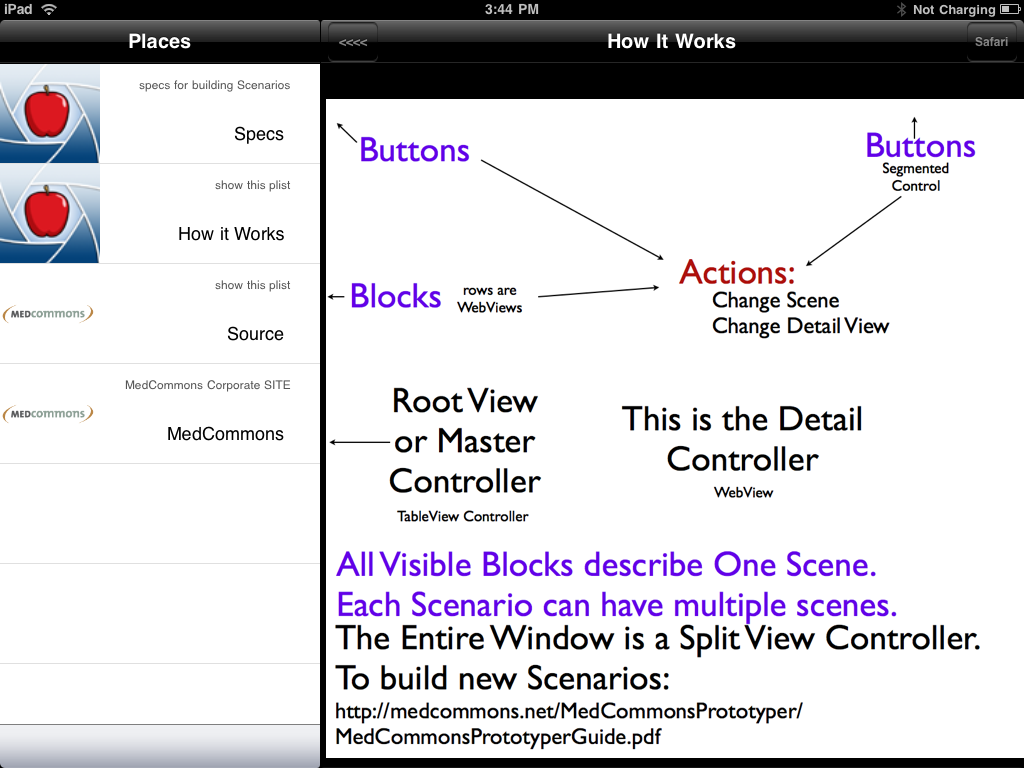 iPad
3:44 PM
Not Charging
Places
<<<<
How It Works
Safari
specs for building Scenarios
Specs
show this plist
How it Works
MEDcommons
show this plist
Source
MEDcommons
MedCommons Corporate SITE
MedCommons
Buttons
Buttons
Segmented
Control
Actions:
Change Scene
Change Detail View
Blocks
rows are
WebViews
Root View
or Master
Controller
TableView Controller
This is the Detail
Controller
WebView
All Visible Blocks describe One Scene.
Each Scenario can have multiple scenes.
The Entire Window is a Split View Controller.
To build new Scenarios:
http://medcommons.net/MedCommonsPrototyper/
MedCommonsPrototyperGuide.pdf